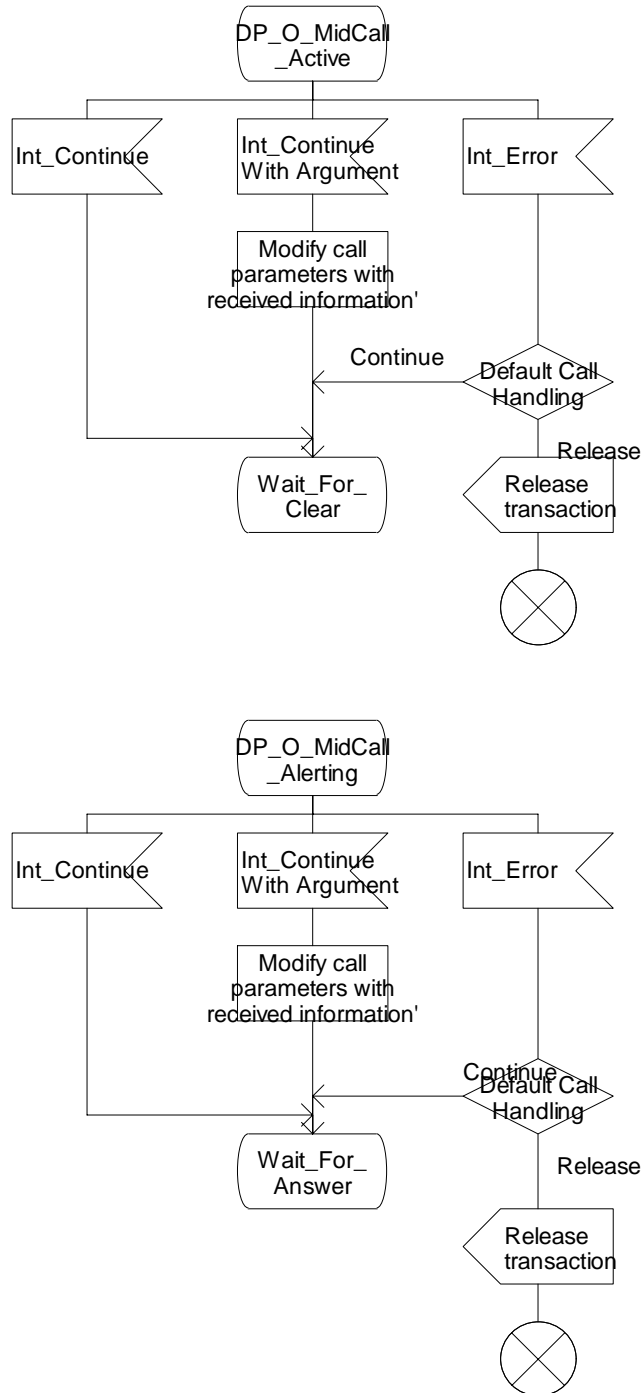 DP_O_MidCall
_Active
Int_Continue
Int_Continue
With Argument
Int_Error
Modify call
parameters with
received information'
Continue
Default Call
Handling
Release
Wait_For_
Clear
Release
transaction
DP_O_MidCall
_Alerting
Int_Continue
Int_Continue
With Argument
Int_Error
Modify call
parameters with
received information'
Continue
Default Call
Handling
Release
Wait_For_
Answer
Release
transaction